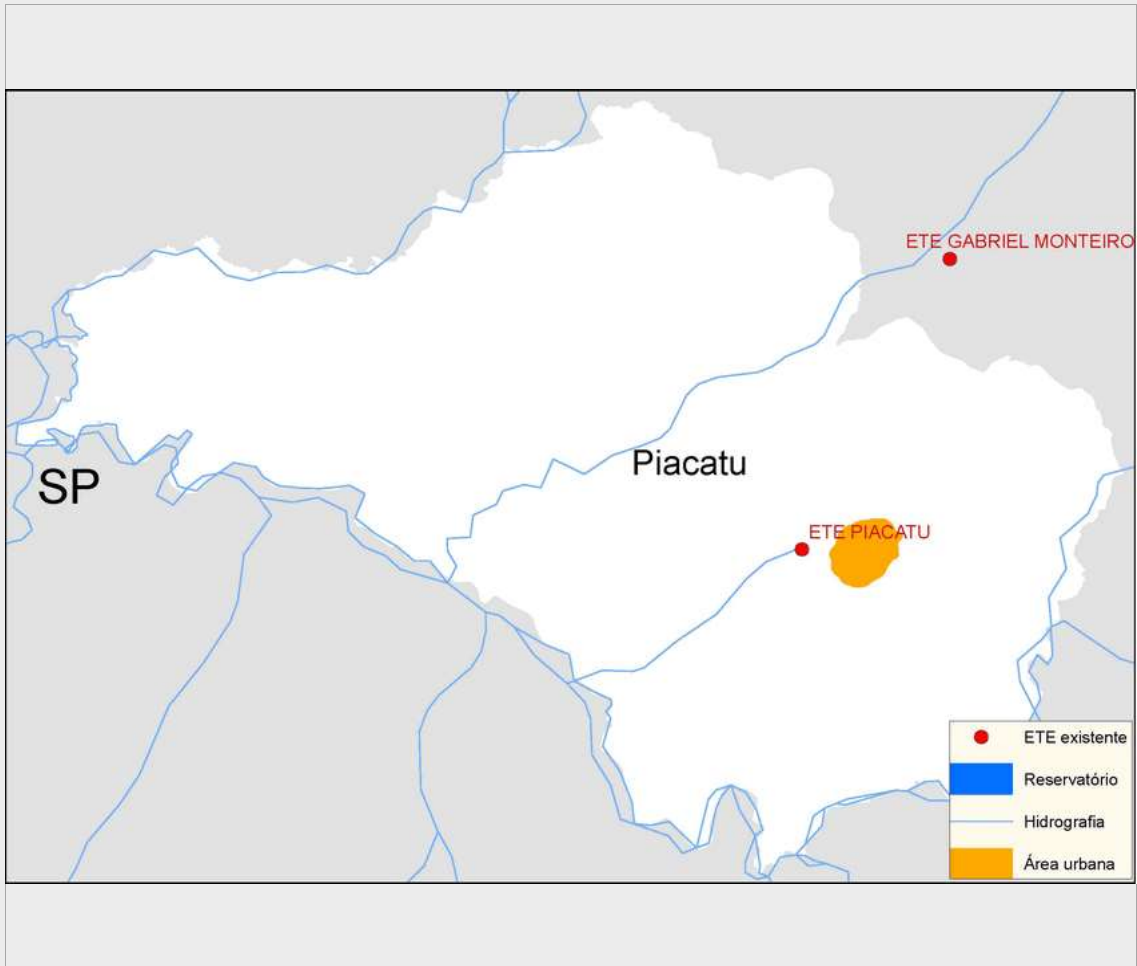 ETE GABRIEL MONTEIRO
Piacatu
SP
ETE PIACATU
ETE existente
Reservatório
Hidrografia
Área urbana